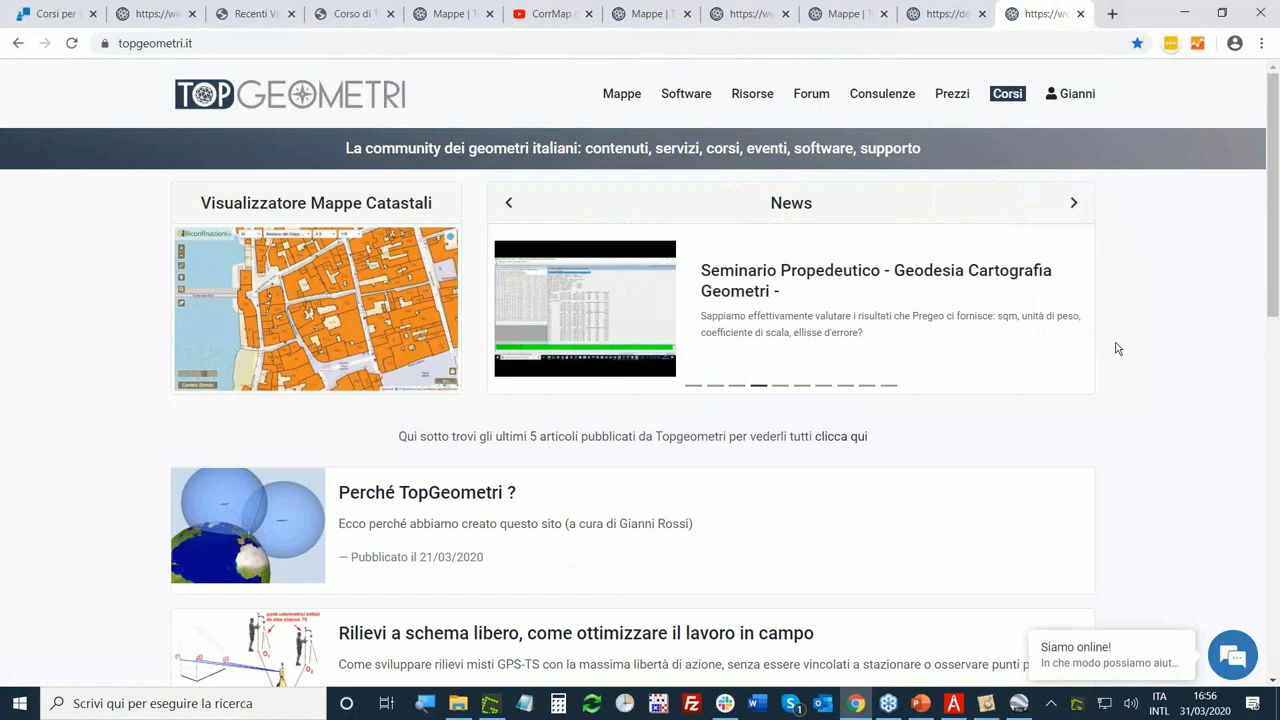 Corsi per
https://ww
Recenti V
Corso di T
Mappe | T
CorrMap
Mappe | T
https://ww
Mappe | T
https://de
https://ww
topgeometri.it
TOPGEOMETRI
Mappe
Software
Risorse
Forum
Consulenze
Prezzi
Corsi
Gianni
La community dei geometri italiani: contenuti, servizi, corsi, eventi, software, supporto
Visualizzatore Mappe Catastali
News
Riconfinazioni
Cambia Sfondo
Seminario Propedeutico - Geodesia Cartografia
Geometri -
Sappiamo effettivamente valutare i risultati che Pregeo ci fornisce: sqm, unità di peso,
coefficiente di scala, ellisse d'errore?
Qui sotto trovi gli ultimi 5 articoli pubblicati da Topgeometri per vederli tutti clicca qui
Perché TopGeometri ?
Ecco perché abbiamo creato questo sito (a cura di Gianni Rossi)
— Pubblicato il 21/03/2020
Rilievi a schema libero, come ottimizzare il lavoro in campo
Come sviluppare rilievi misti GPS-TS con la massima libertà di azione, senza essere vincolati a stazionare o osservare punti p
Siamo online!
In che modo possiamo aiut...
Scrivi qui per eseguire la ricerca
ITA
INTL
16:56
31/03/2020